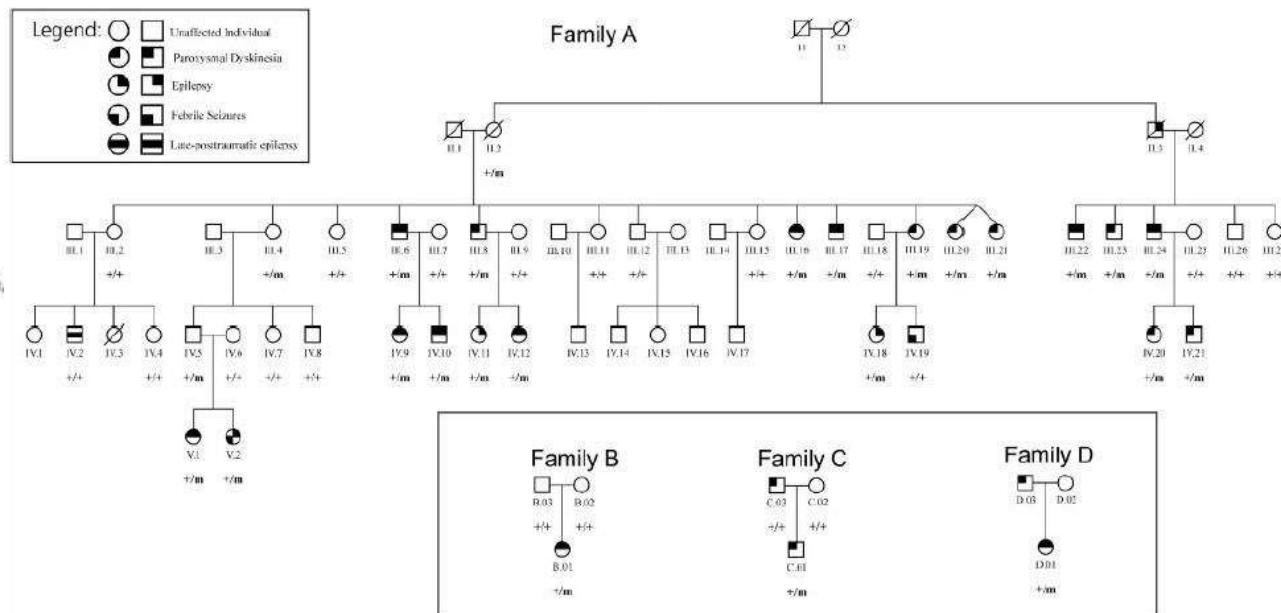 Legend:
Unaffected Individual
Paroxysmal Dyskinesia
Epilepsy
Febrile Seizures
Late-posttraumatic epilepsy
Family A
I.1 I.2
II.1 II.2 II.3 II.4
+/m
III.1 III.2 III.3 III.4 III.5 III.6 III.7 III.8 III.9 III.10 III.11 III.12 III.13 III.14 III.15 III.16 III.17 III.18 III.19 III.20 III.21 III.22 III.23 III.24 III.25 III.26
+/+ +/m +/+ +/m +/+ +/m +/+ +/+ +/+ +/+ +/m +/m +/m +/m +/m +/m +/m +/m +/+ +/+
IV.1 IV.2 IV.3 IV.4 IV.5 IV.6 IV.7 IV.8 IV.9 IV.10 IV.11 IV.12 IV.13 IV.14 IV.15 IV.16 IV.17 IV.18 IV.19 IV.20 IV.21
+/+ +/+ +/m +/+ +/+ +/+ +/m +/m +/m +/m +/m +/+ +/m +/m
V.1 V.2
+/m +/m
Family B Family C Family D
B.03 B.02 C.03 C.02 D.03 D.02
+/+ +/+ +/+ +/+
B.01 C.01 D.01
+/m +/m +/m